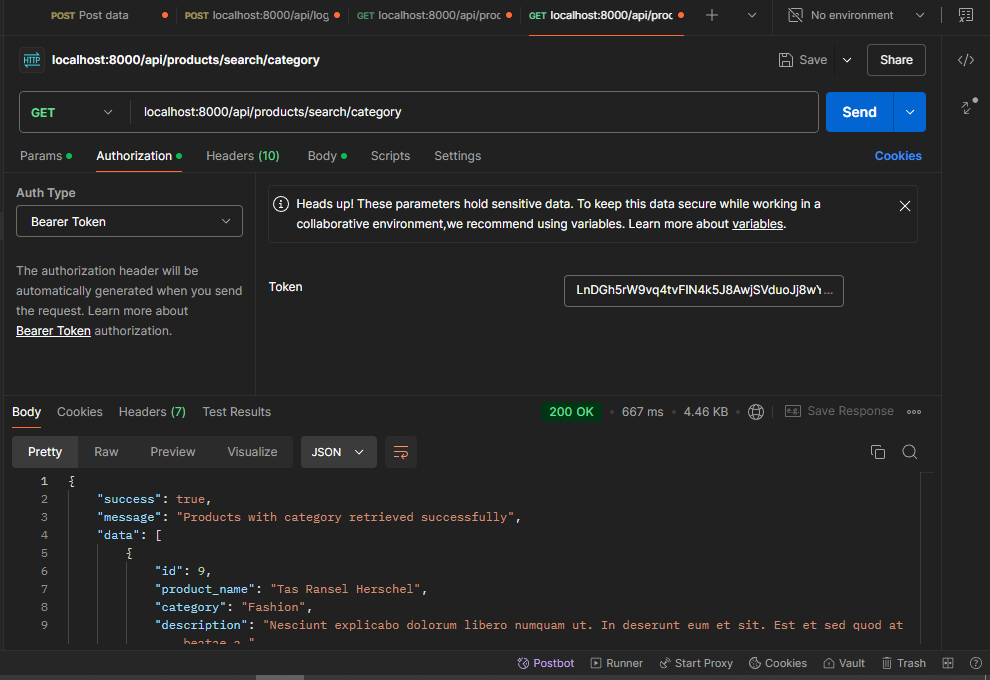 POST Post data
POST localhost:8000/api/log
GET localhost:8000/api/proc
GET localhost:8000/api/proc
No environment
HTTP localhost:8000/api/products/search/category
Save
Share
GET localhost:8000/api/products/search/category
Send
Params Authorization Headers (10) Body Scripts Settings Cookies
Auth Type
Bearer Token
The authorization header will be
automatically generated when you send
the request. Learn more about
Bearer Token authorization.
Heads up! These parameters hold sensitive data. To keep this data secure while working in a
collaborative environment,we recommend using variables. Learn more about variables.
Token
LnDGh5rW9vq4tvFIN4k5J8AwjSVduoJj8wY...
Body Cookies Headers (7) Test Results 200 OK 667 ms 4.46 KB Save Response
Pretty Raw Preview Visualize JSON
1 {
2 "success": true,
3 "message": "Products with category retrieved successfully",
4 "data": [
5 {
6 "id": 9,
7 "product_name": "Tas Ransel Herschel",
8 "category": "Fashion",
9 "description": "Nesciunt explicabo dolorum libero numquam ut. In deserunt eum et sit. Est et sed quod at
beatae a."
Postbot Runner Start Proxy Cookies Vault Trash